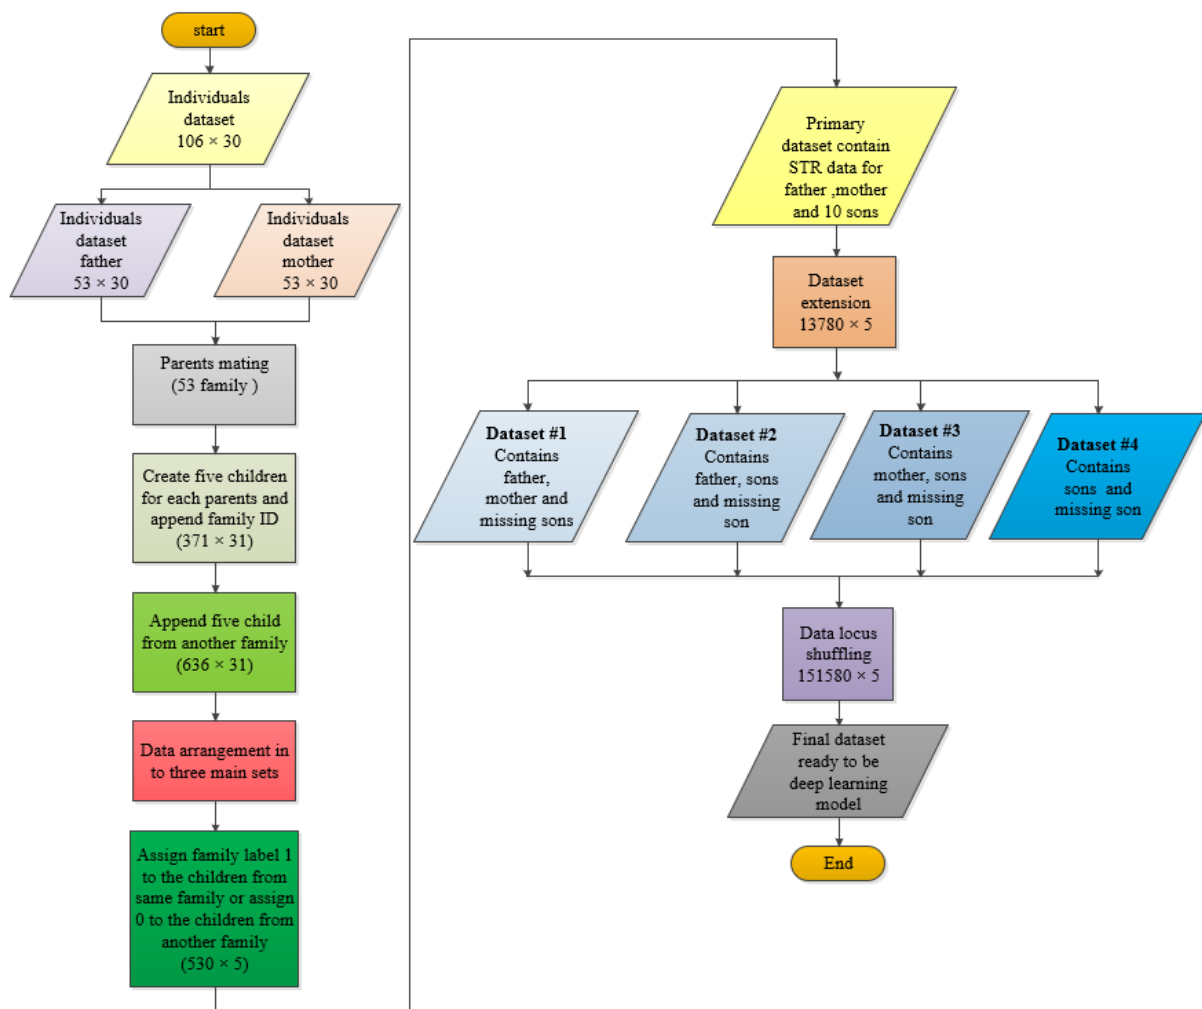 start
Individuals
dataset
106 × 30
Individuals
dataset
father
53 × 30
Individuals
dataset
mother
53 × 30
Parents mating
(53 family )
Create five children
for each parents and
append family ID
(371 × 31)
Append five child
from another family
(636 × 31)
Data arrangement in
to three main sets
Assign family label 1
to the children from
same family or assign
0 to the children from
another family
(530 × 5)
Primary
dataset contain
STR data for
father ,mother
and 10 sons
Dataset
extension
13780 × 5
Dataset #1
Contains
father,
mother and
missing sons
Dataset #2
Contains
father, sons
and missing
son
Dataset #3
Contains
mother, sons
and missing
son
Dataset #4
Contains
sons and
missing son
Data locus
shuffling
151580 × 5
Final dataset
ready to be
deep learning
model
End